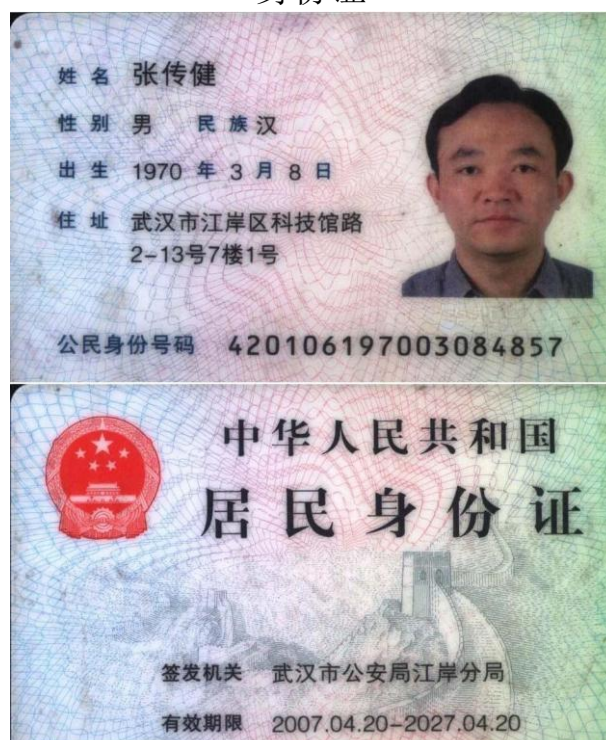 姓名 张传健
性别 男 民族 汉
出生 1970 年 3 月 8 日
住址 武汉市江岸区科技馆路
2-13号7楼1号
公民身份号码 420106197003084857
中华人民共和国
居民身份证
签发机关 武汉市公安局江岸分局
有效期限 2007.04.20-2027.04.20